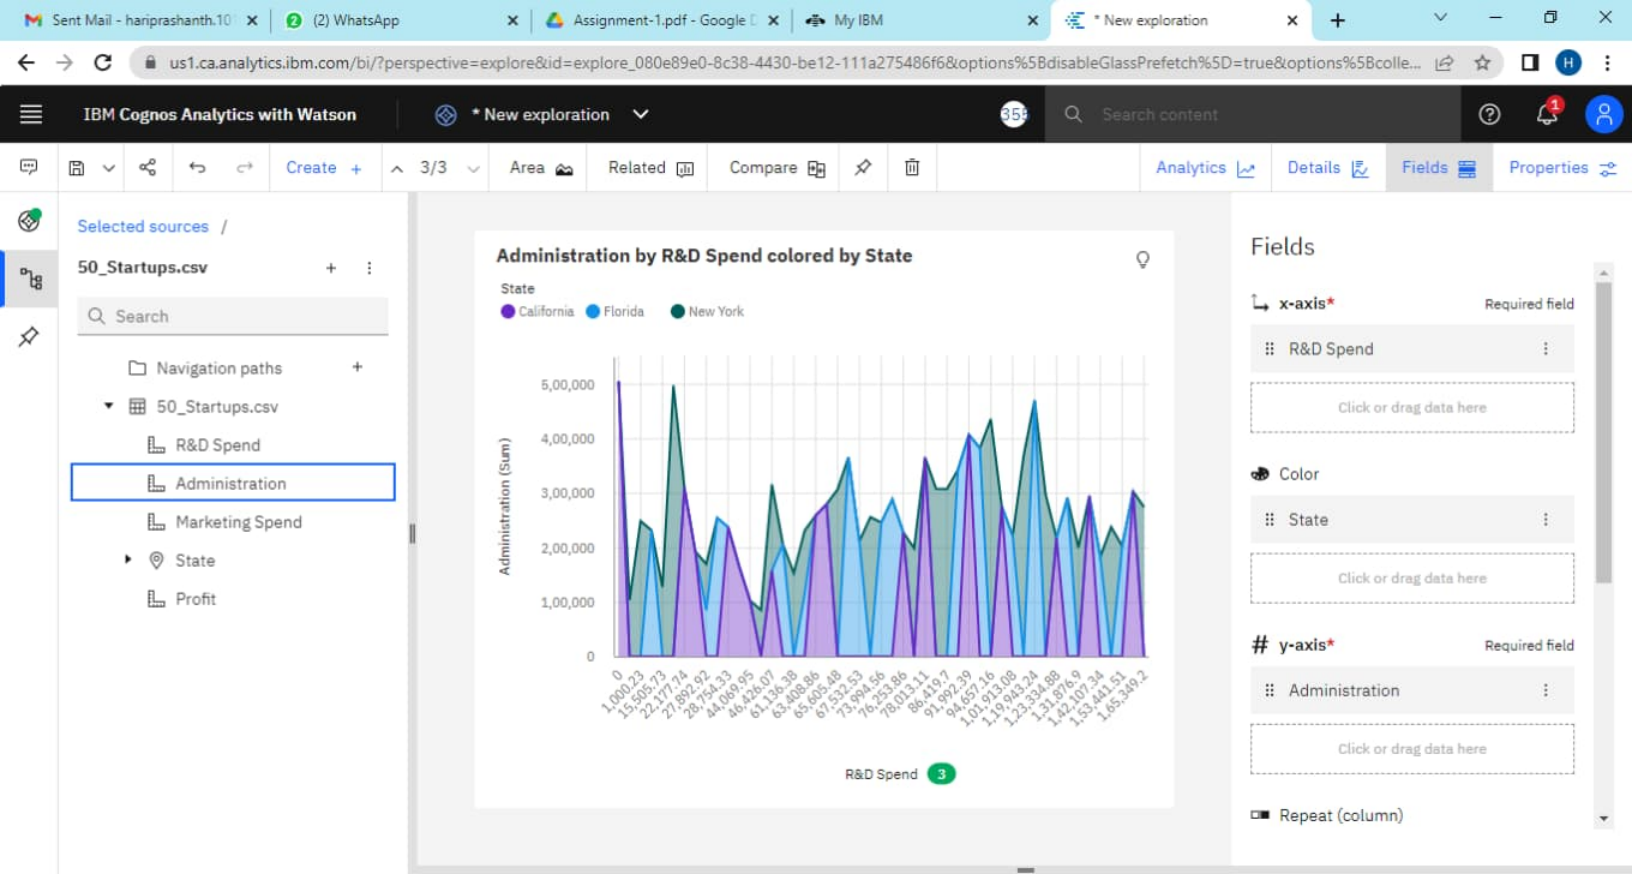 Sent Mail - hariprashanth.10
2 (2) WhatsApp
Assignment-1.pdf - Google D
My IBM
* New exploration
us1.ca.analytics.ibm.com/bi/?perspective=explore&id=explore_080e89e0-8c38-4430-be12-111a275486f6&options%5BdisableGlassPrefetch%5D=true&options%5Bcolle...
H
IBM Cognos Analytics with Watson
* New exploration
355
Search content
1
Create +
3/3
Area
Related
Compare
Analytics
Details
Fields
Properties
Selected sources /
50_Startups.csv
Search
Navigation paths
50_Startups.csv
R&D Spend
Administration
Marketing Spend
State
Profit
Administration by R&D Spend colored by State
State
California Florida New York
Administration (Sum)
5,00,000
4,00,000
3,00,000
2,00,000
1,00,000
0
0
1,000.23
15,505.73
22,177.74
27,892.92
28,754.33
44,069.95
46,426.07
61,136.38
63,408.86
65,605.48
67,532.53
73,994.56
76,253.86
78,013.11
86,419.7
91,992.39
94,657.16
1,01,913.08
1,19,943.24
1,23,334.88
1,31,876.9
1,42,107.34
1,53,441.51
1,65,349.2
R&D Spend 3
Fields
x-axis* Required field
R&D Spend
Click or drag data here
Color
State
Click or drag data here
# y-axis* Required field
Administration
Click or drag data here
Repeat (column)